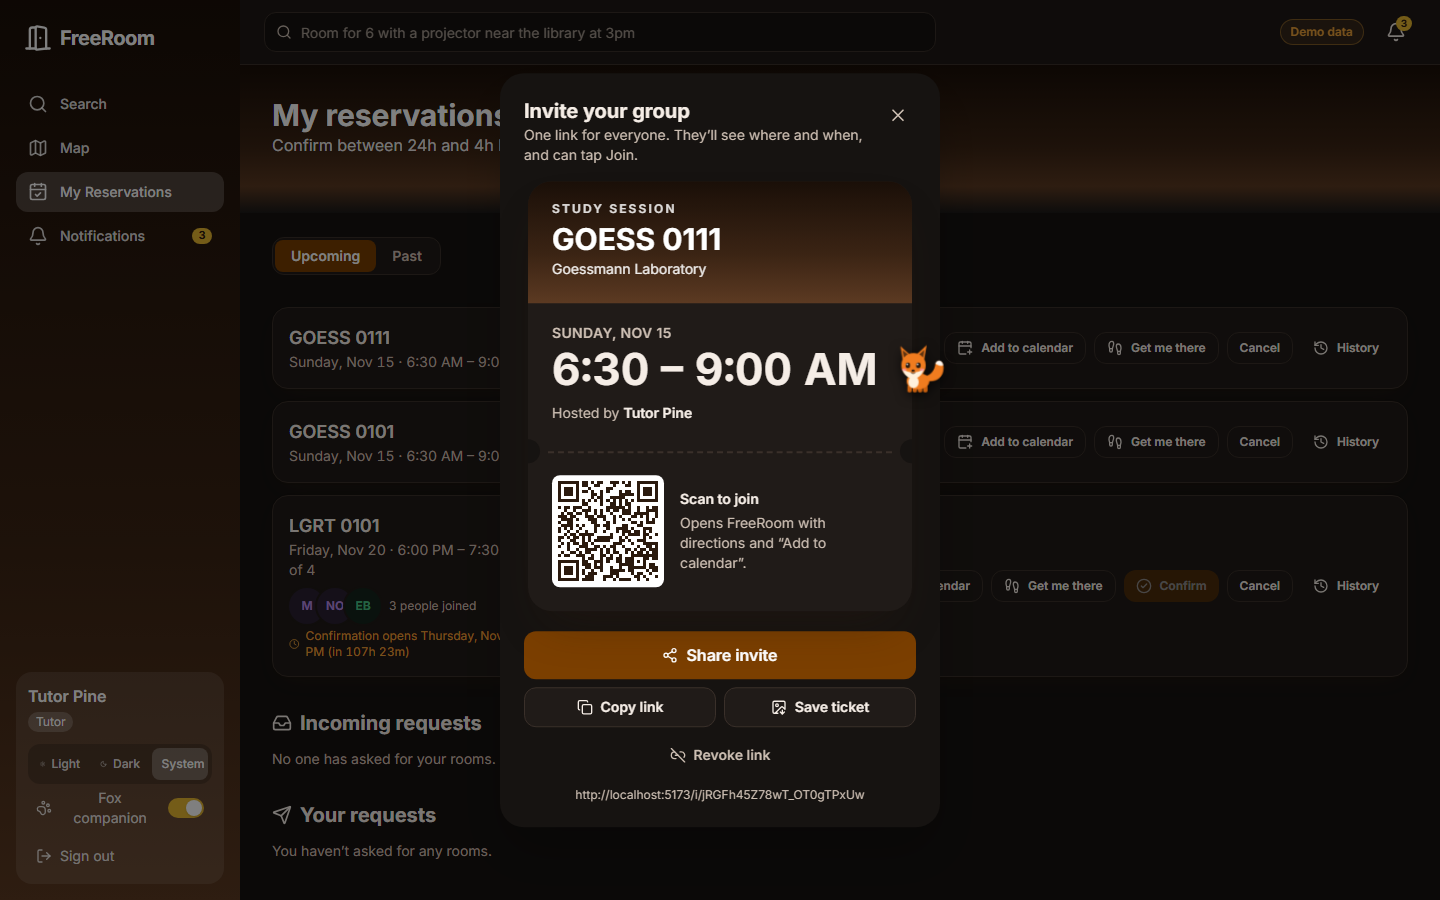 FreeRoom
Search
Map
My Reservations
Notifications
3
Tutor Pine
Tutor
Light
Dark
System
Fox
companion
Sign out
Room for 6 with a projector near the library at 3pm
Demo data
3
My reservations
Confirm between 24h and 4h
Upcoming
Past
GOESS 0111
Sunday, Nov 15 · 6:30 AM – 9:0
Add to calendar
Get me there
Cancel
History
GOESS 0101
Sunday, Nov 15 · 6:30 AM – 9:0
Add to calendar
Get me there
Cancel
History
LGRT 0101
Friday, Nov 20 · 6:00 PM – 7:30
of 4
M
NO
EB
3 people joined
Confirmation opens Thursday, Nov
PM (in 107h 23m)
endar
Get me there
Confirm
Cancel
History
Incoming requests
No one has asked for your rooms.
Your requests
You haven't asked for any rooms.
Invite your group
One link for everyone. They'll see where and when,
and can tap Join.
STUDY SESSION
GOESS 0111
Goessmann Laboratory
SUNDAY, NOV 15
6:30 – 9:00 AM
Hosted by Tutor Pine
Scan to join
Opens FreeRoom with
directions and “Add to
calendar”.
Share invite
Copy link
Save ticket
Revoke link
http://localhost:5173/i/jRGFh45Z78wT_OT0gTPxUw